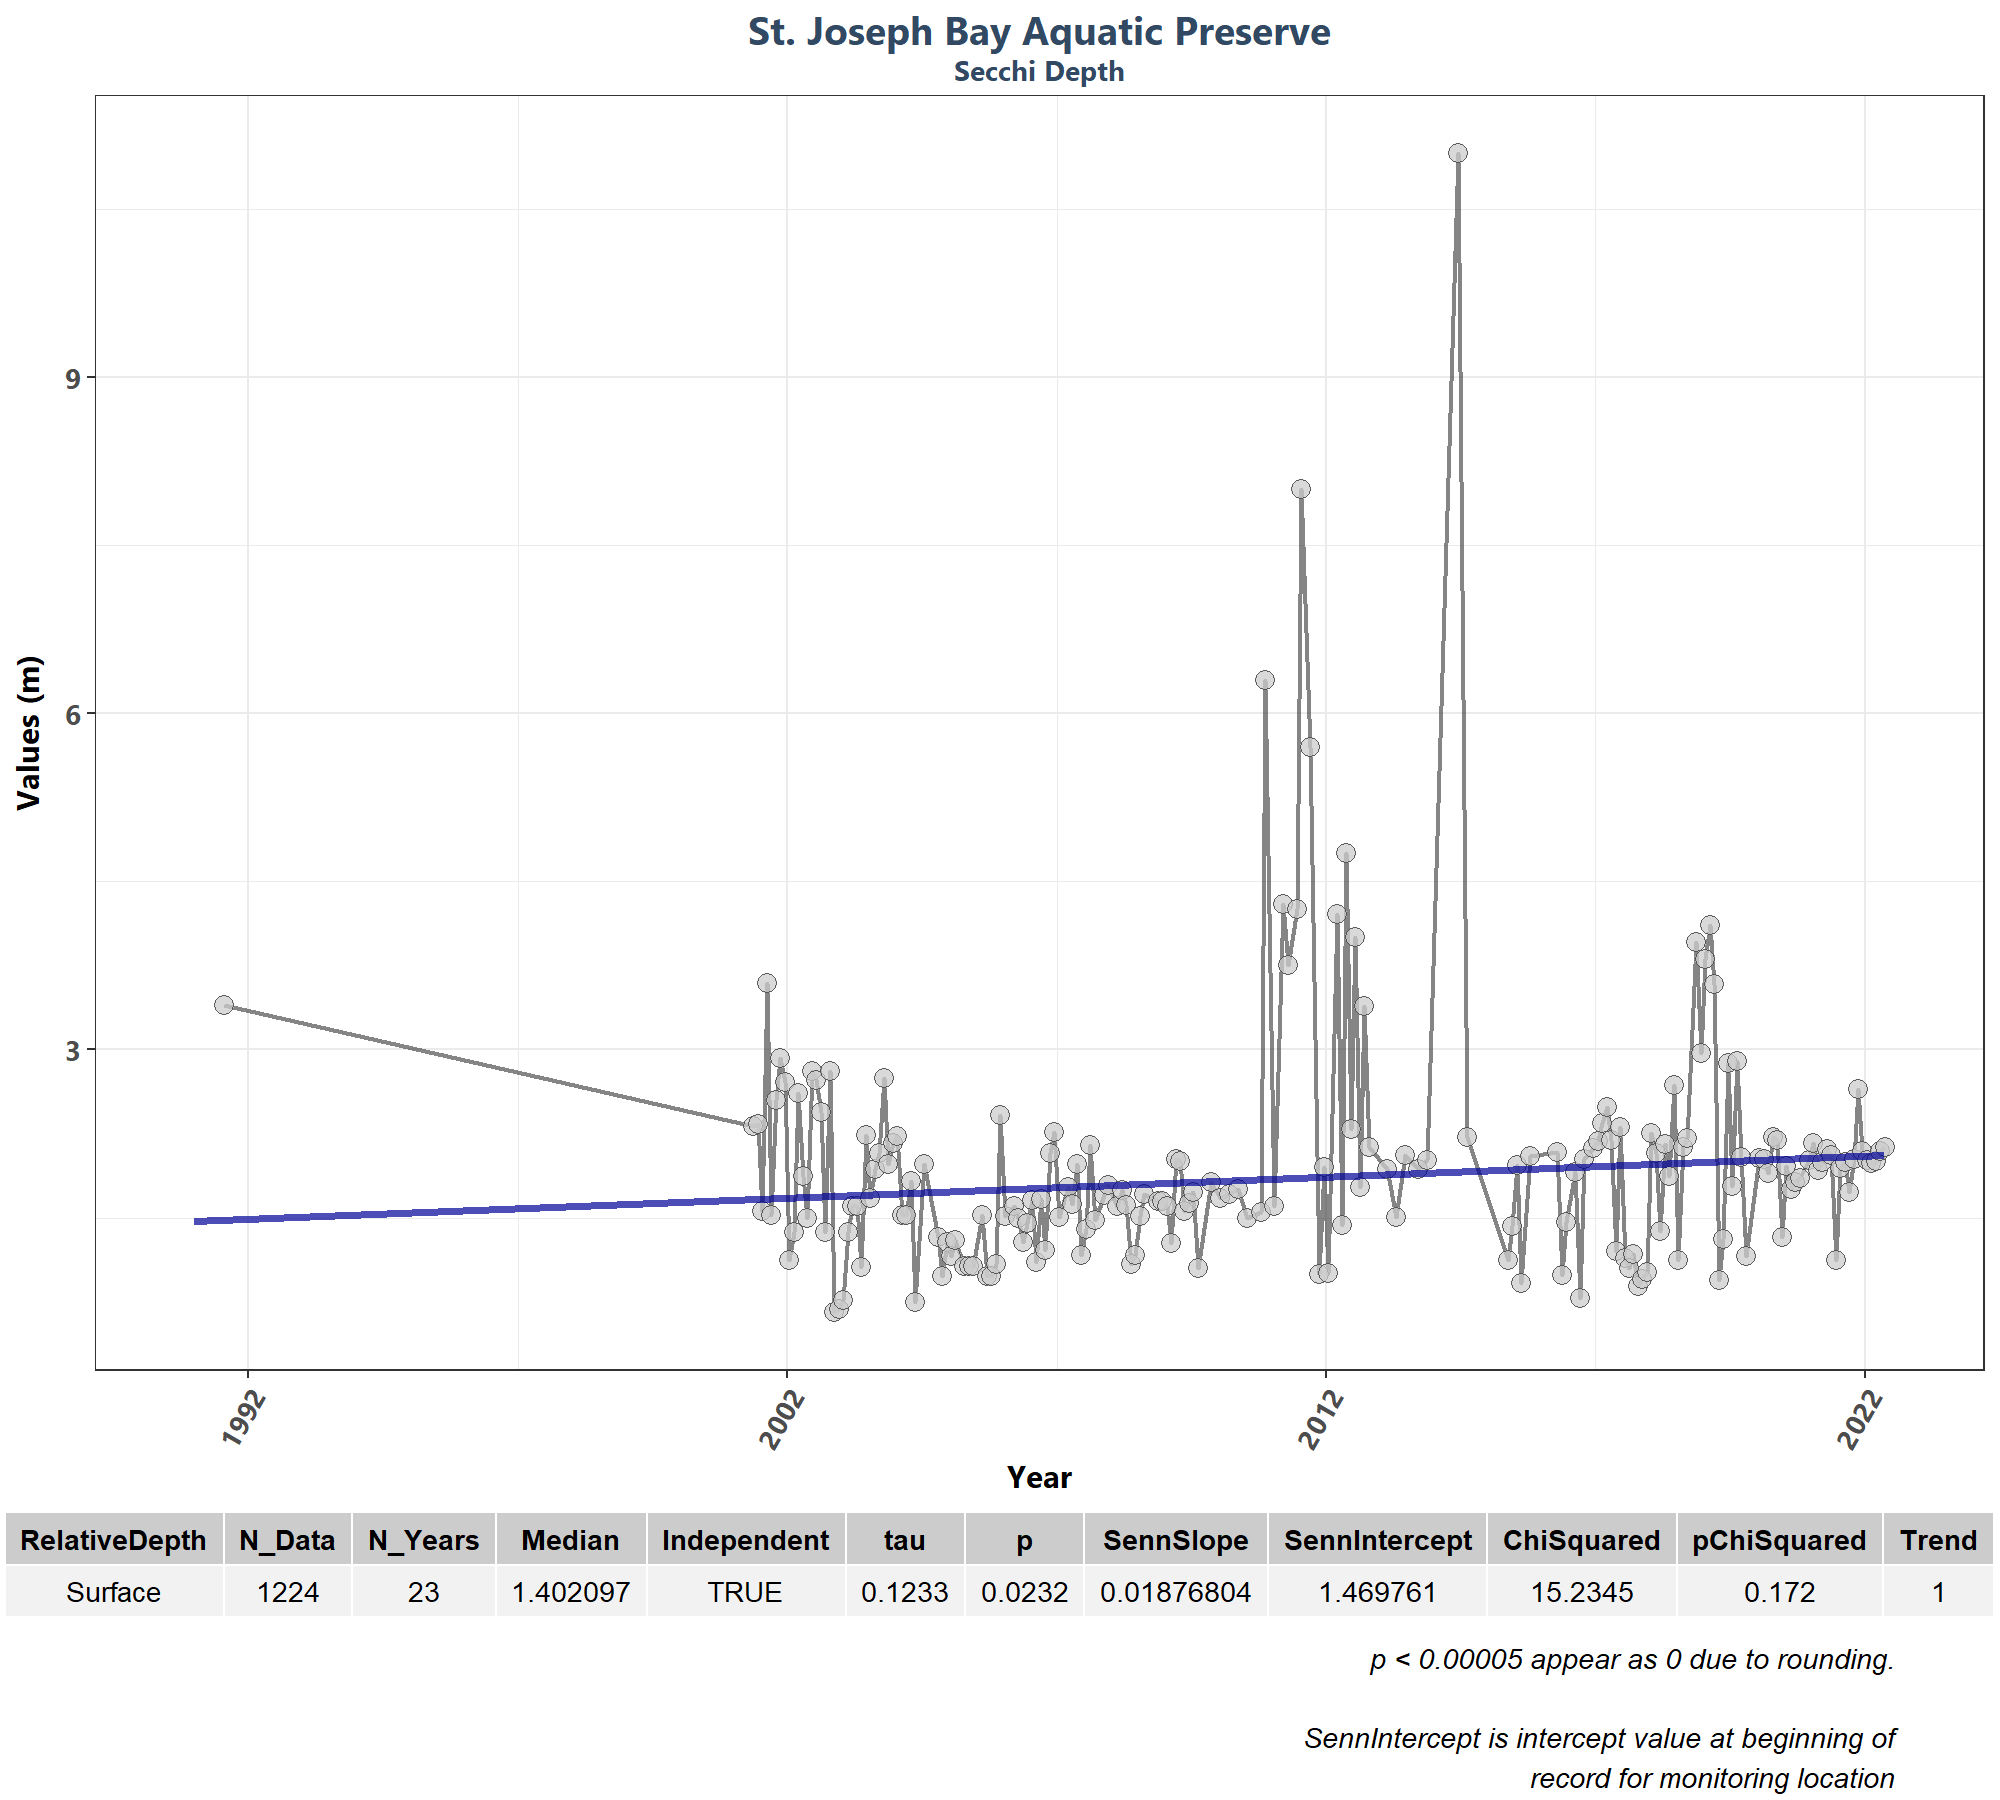 St. Joseph Bay Aquatic Preserve
Secchi Depth
Values (m)
9
6
3
1992
2002
2012
2022
Year
RelativeDepth N_Data N_Years Median Independent tau p SennSlope SennIntercept ChiSquared pChiSquared Trend
Surface 1224 23 1.402097 TRUE 0.1233 0.0232 0.01876804 1.469761 15.2345 0.172 1
p < 0.00005 appear as 0 due to rounding.
SennIntercept is intercept value at beginning of
record for monitoring location